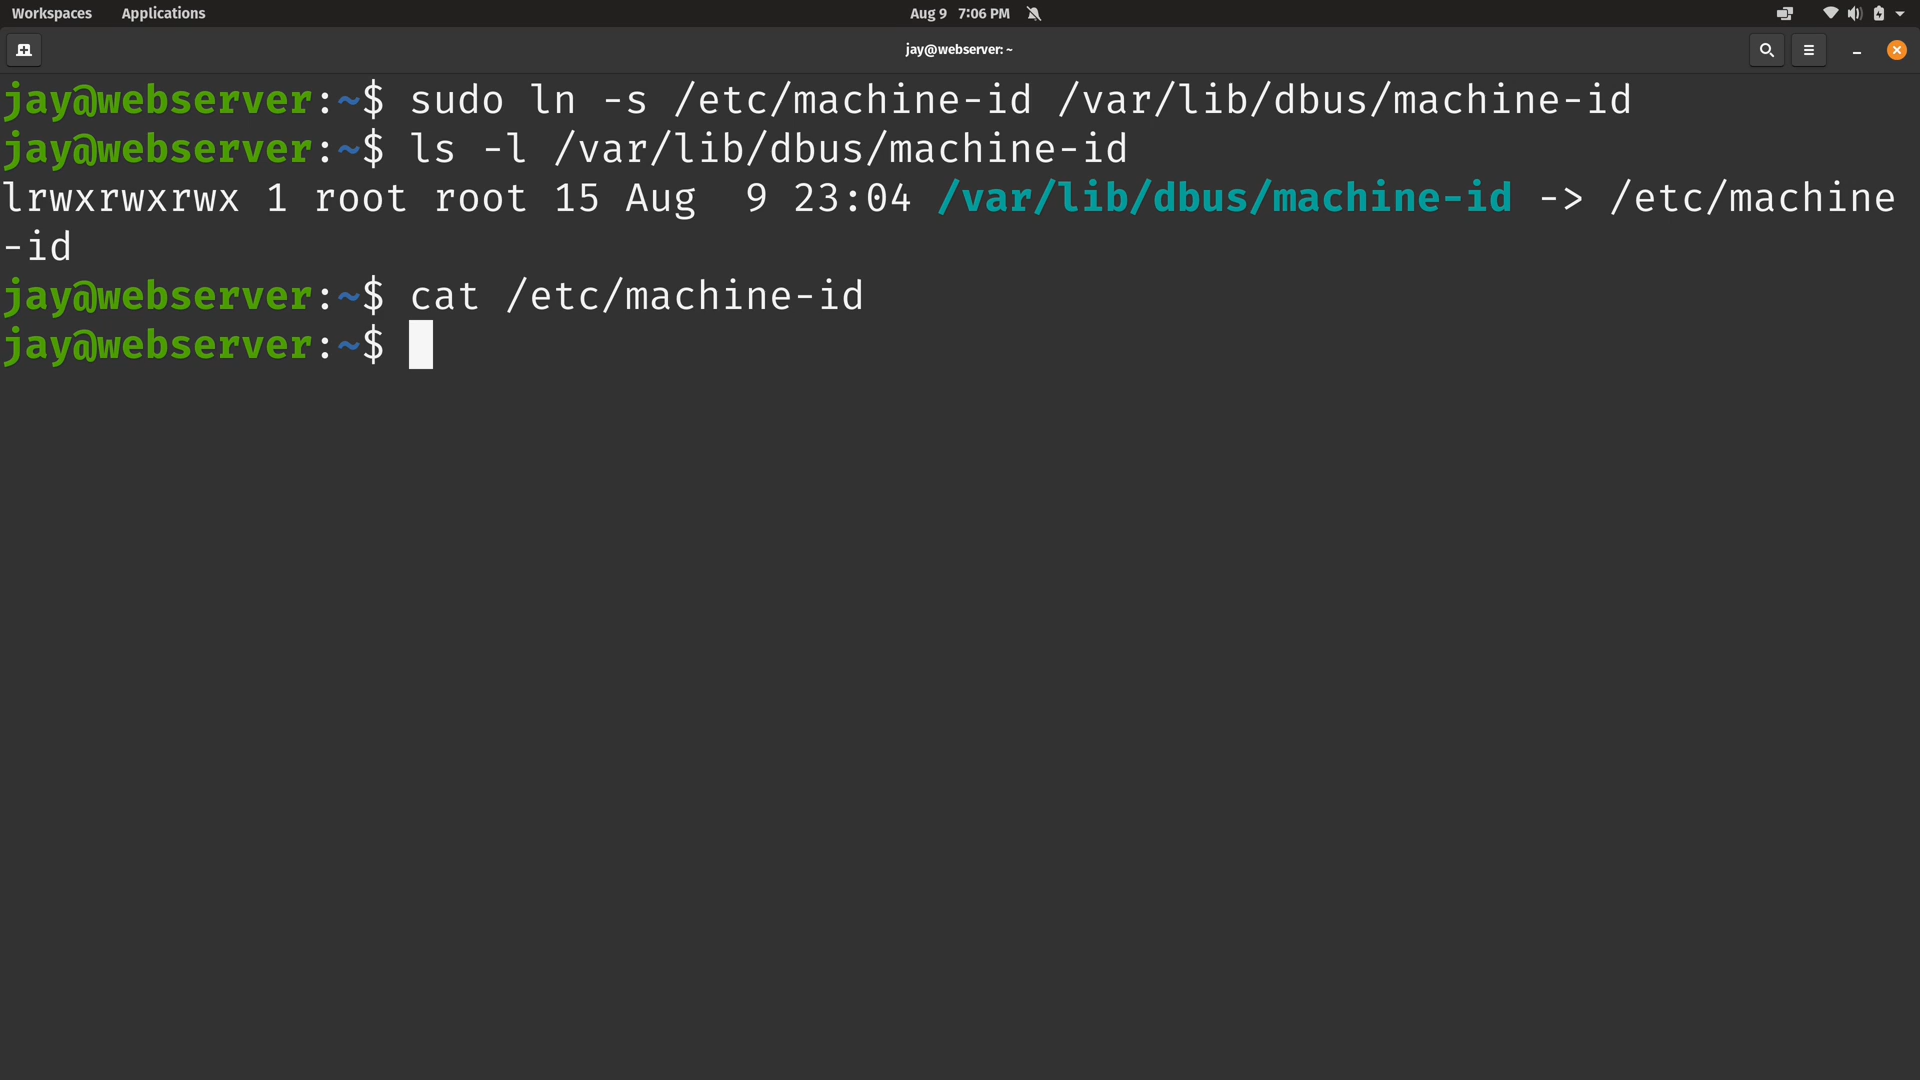 Workspaces Applications Aug 9 7:06 PM
jay@webserver: ~
jay@webserver:~$ sudo ln -s /etc/machine-id /var/lib/dbus/machine-id
jay@webserver:~$ ls -l /var/lib/dbus/machine-id
lrwxrwxrwx 1 root root 15 Aug  9 23:04 /var/lib/dbus/machine-id -> /etc/machine
-id
jay@webserver:~$ cat /etc/machine-id
jay@webserver:~$